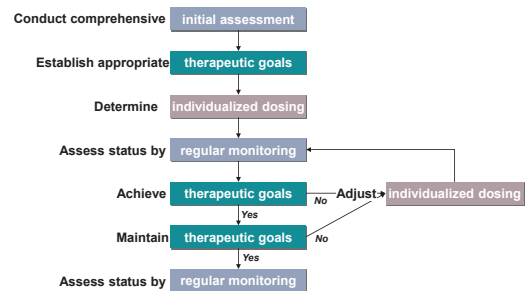 Conduct comprehensive initial assessment
Establish appropriate therapeutic goals
Determine individualized dosing
Assess status by regular monitoring
Achieve therapeutic goals No Adjust individualized dosing
Yes
Maintain therapeutic goals No
Yes
Assess status by regular monitoring